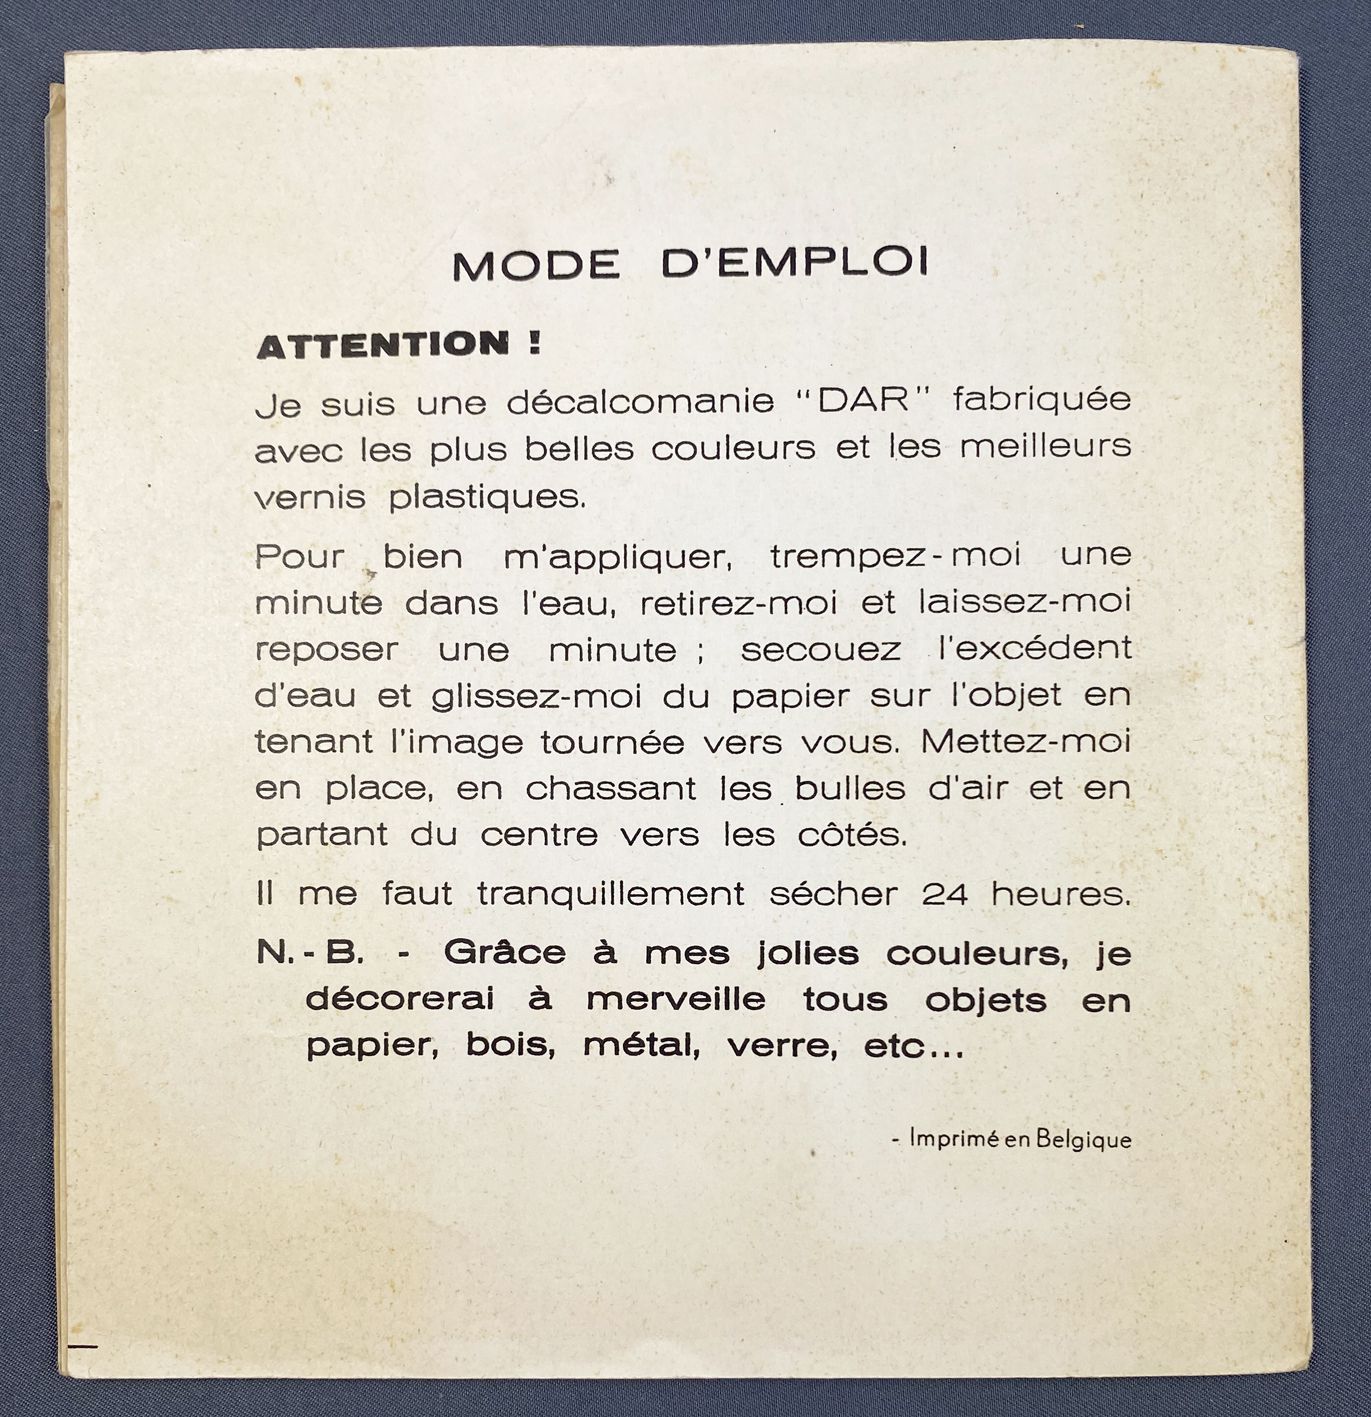 MODE D'EMPLOI
ATTENTION !
Je suis une décalcomanie "DAR" fabriquée
avec les plus belles couleurs et les meilleurs
vernis plastiques.
Pour bien m'appliquer, trempez-moi une
minute dans l'eau, retirez-moi et laissez-moi
reposer une minute ; secouez l'excédent
d'eau et glissez-moi du papier sur l'objet en
tenant l'image tournée vers vous. Mettez-moi
en place, en chassant les bulles d'air et en
partant du centre vers les côtés.
Il me faut tranquillement sécher 24 heures.
N.-B. - Grâce à mes jolies couleurs, je
décorerai à merveille tous objets en
papier, bois, métal, verre, etc...
- Imprimé en Belgique